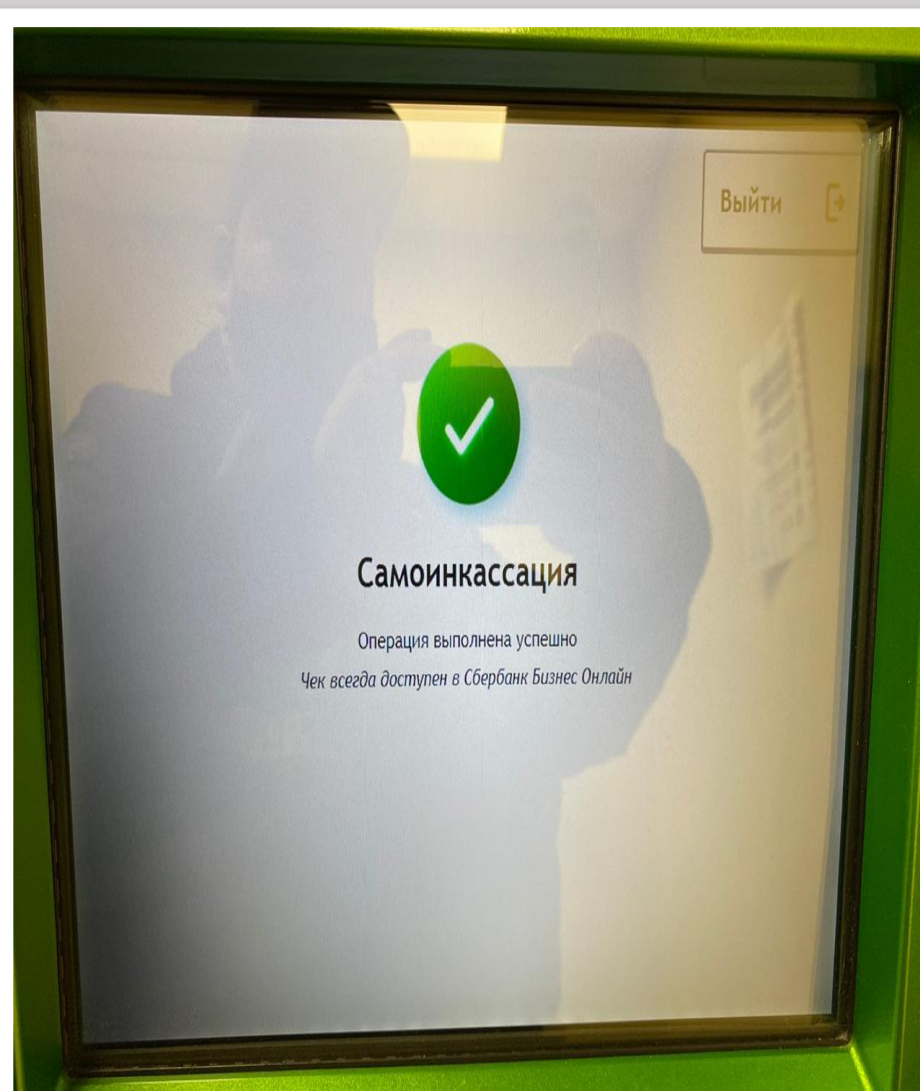 Выйти
Самоинкассация
Операция выполнена успешно
Чек всегда доступен в Сбербанк Бизнес Онлайн